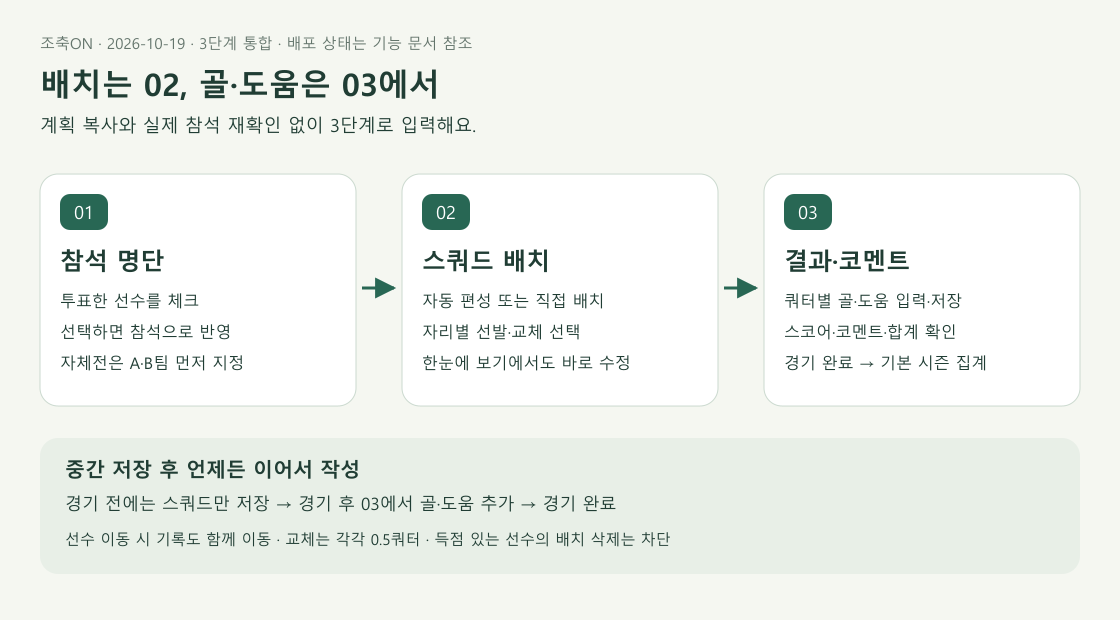 조축ON · 2026-10-19 · 3단계 통합 · 배포 상태는 기능 문서 참조
배치는 02, 골·도움은 03에서
계획 복사와 실제 참석 재확인 없이 3단계로 입력해요.
01
참석 명단
투표한 선수를 체크
선택하면 참석으로 반영
자체전은 A·B팀 먼저 지정
02
스쿼드 배치
자동 편성 또는 직접 배치
자리별 선발·교체 선택
한눈에 보기에서도 바로 수정
03
결과·코멘트
쿼터별 골·도움 입력·저장
스코어·코멘트·합계 확인
경기 완료 → 기본 시즌 집계
중간 저장 후 언제든 이어서 작성
경기 전에는 스쿼드만 저장 → 경기 후 03에서 골·도움 추가 → 경기 완료
선수 이동 시 기록도 함께 이동 · 교체는 각각 0.5쿼터 · 득점 있는 선수의 배치 삭제는 차단